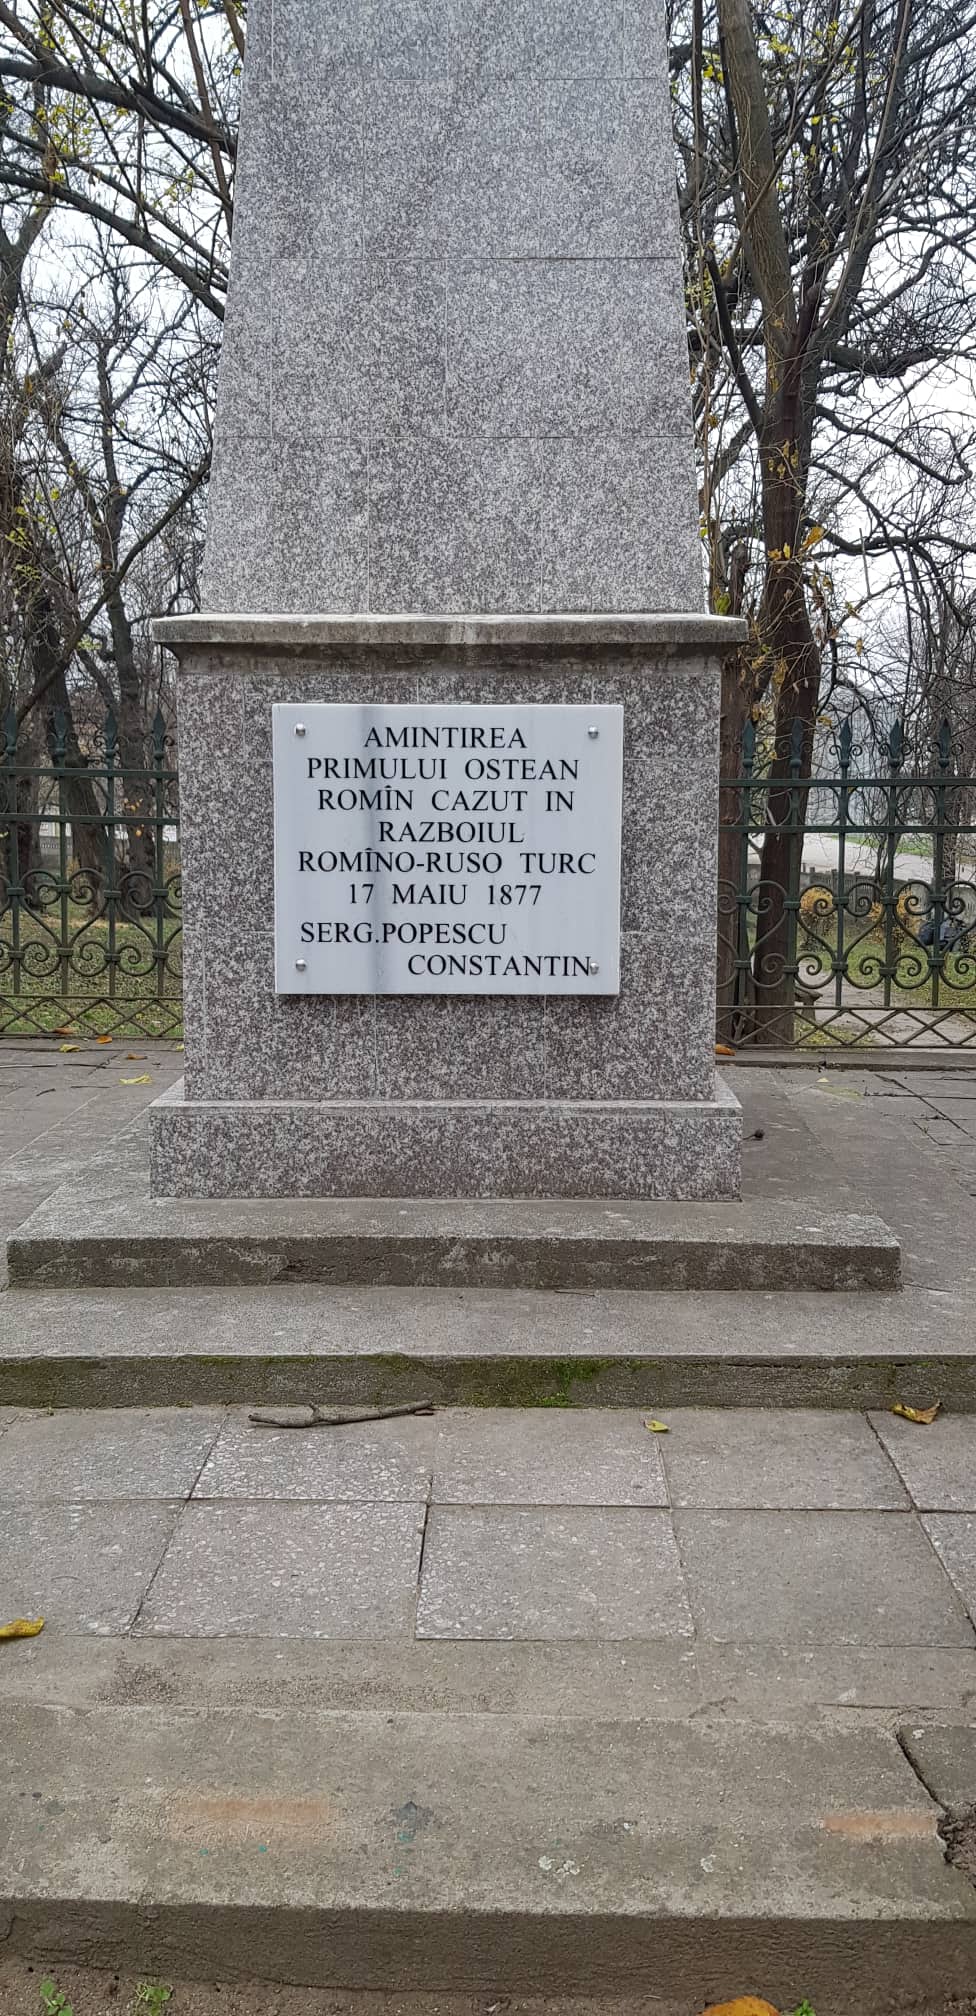 AMINTIREA
PRIMULUI OSTEAN
ROMÎN CAZUT IN
RAZBOIUL
ROMÎNO-RUSO TURC
17 MAIU 1877
SERG.POPESCU
CONSTANTIN